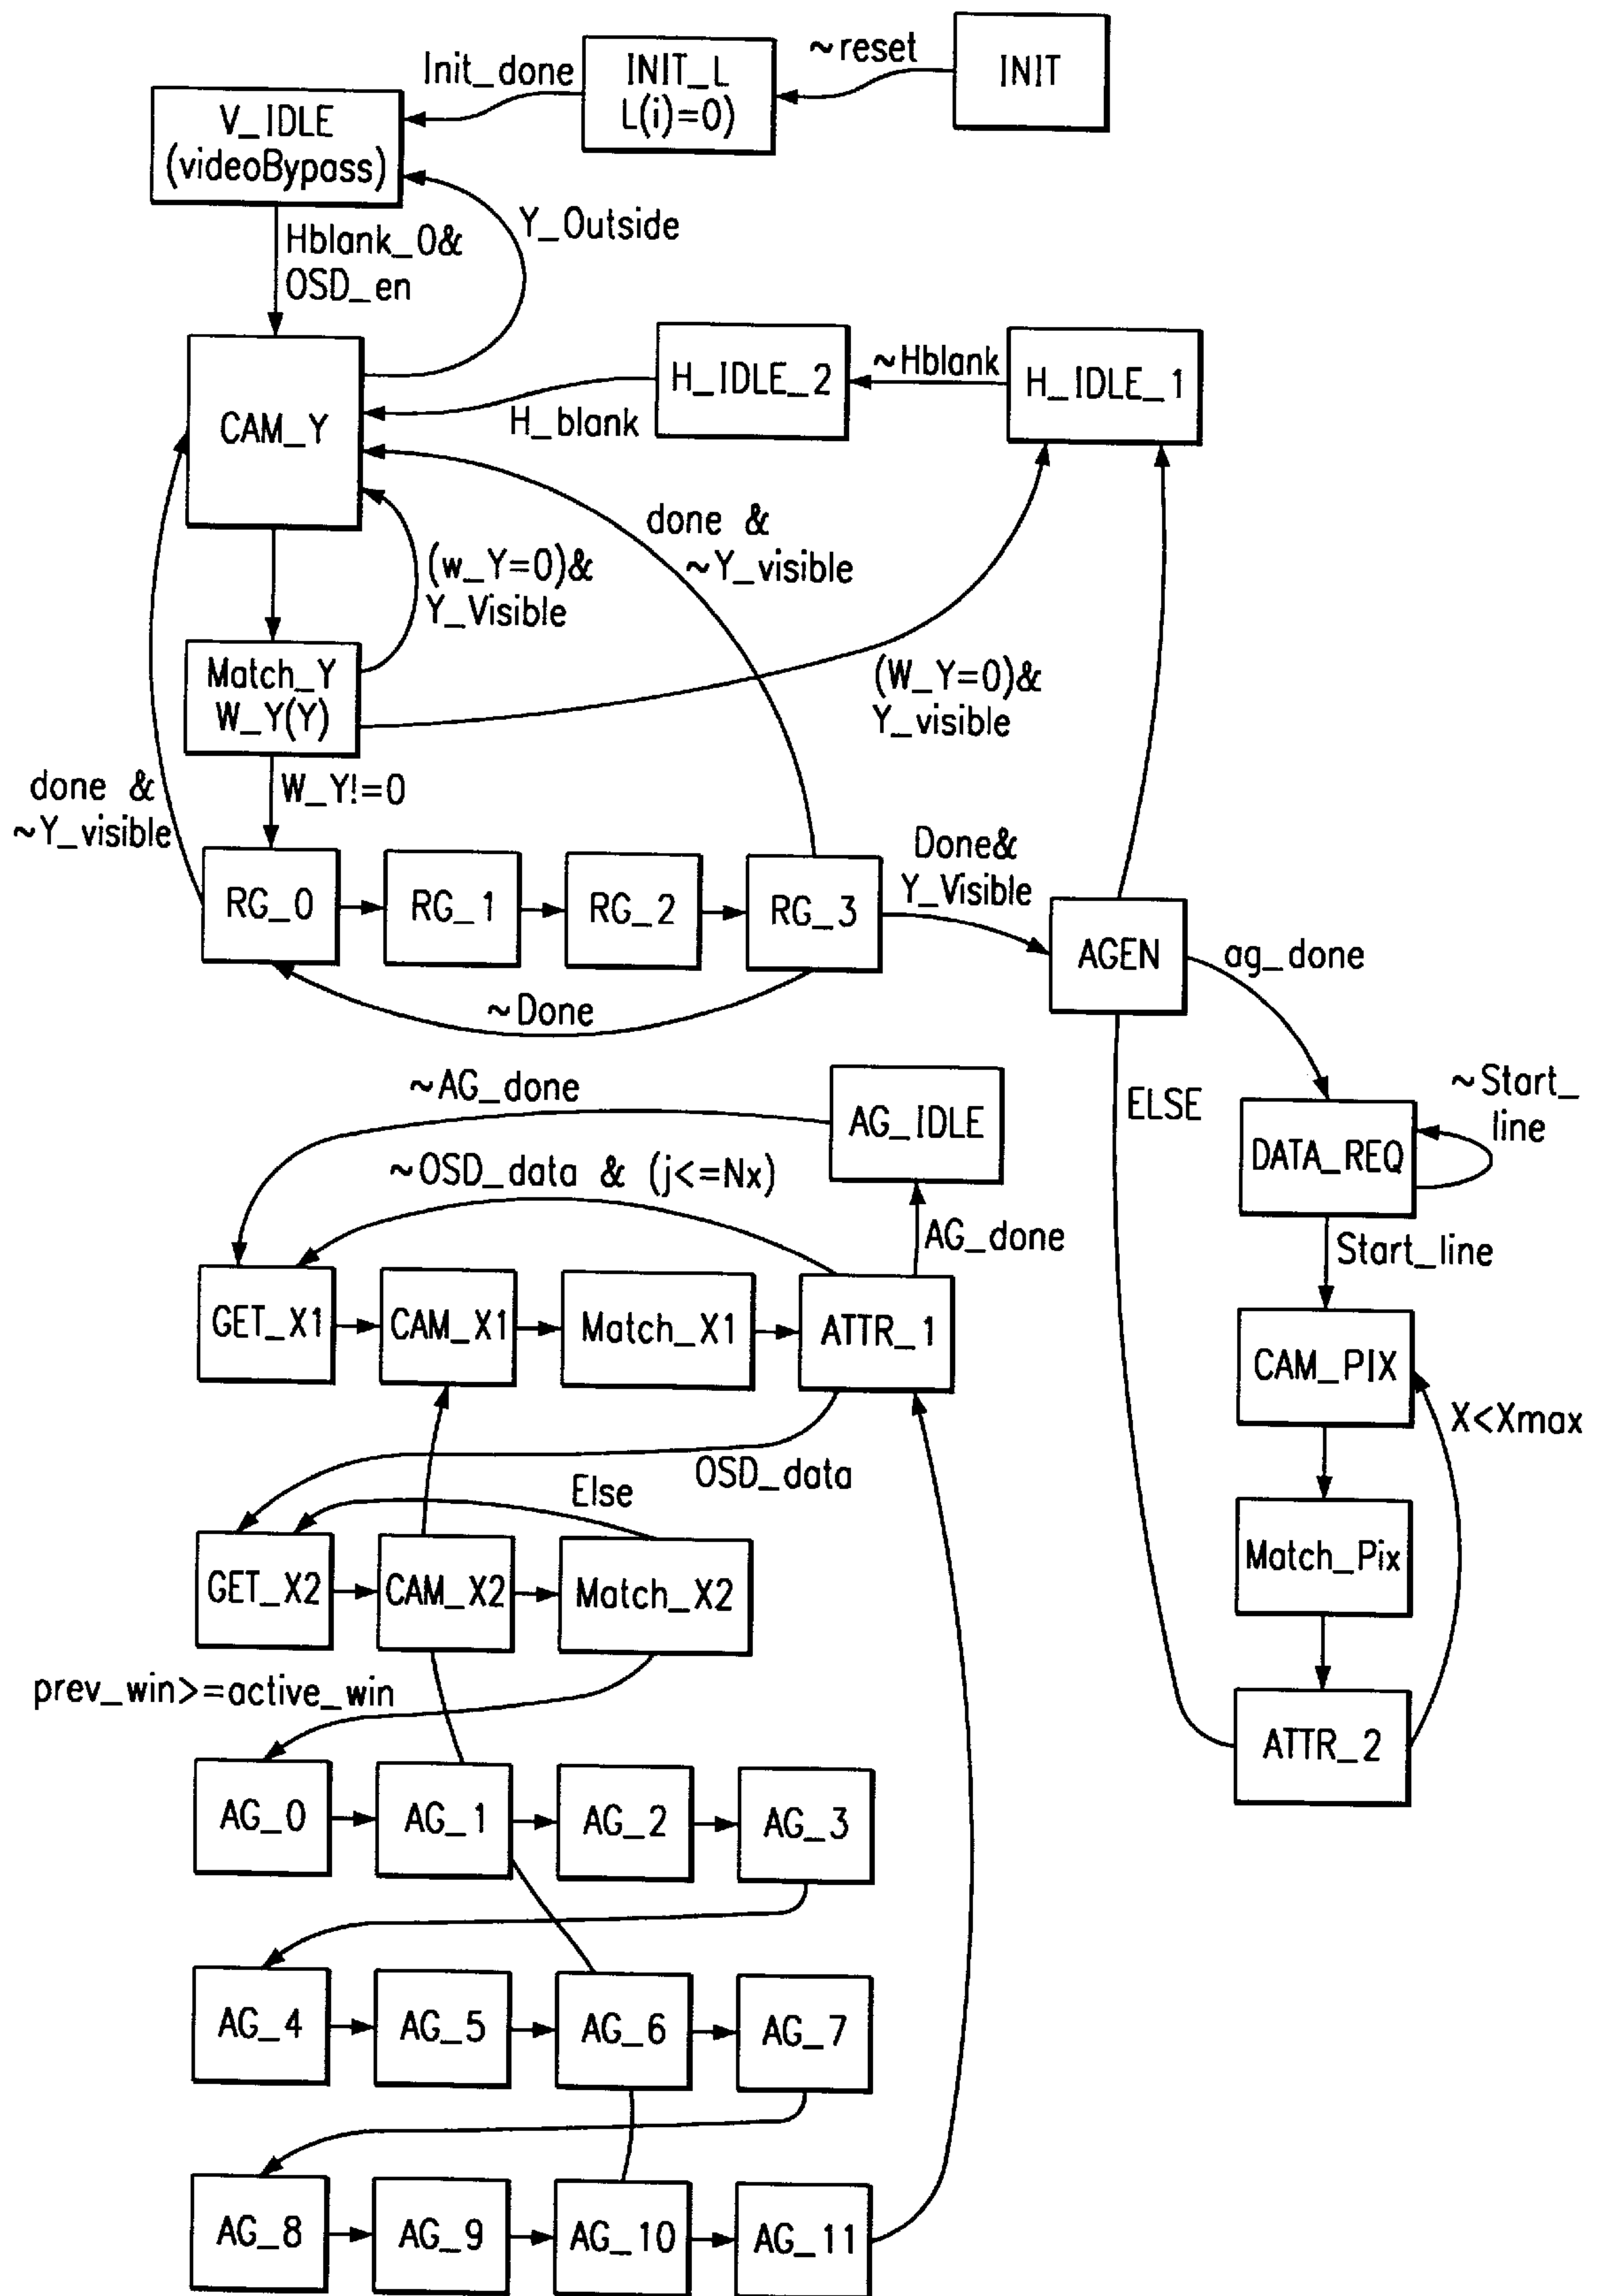 INIT
~reset
INIT_L
L(i)=0)
Init_done
V_IDLE
(videoBypass)
Y_Outside
Hblank_0&
OSD_en
CAM_Y
H_IDLE_2
~Hblank
H_IDLE_1
H_blank
done &
~Y_visible
(w_Y=0)&
Y_Visible
Match_Y
W_Y(Y)
(W_Y=0)&
Y_visible
done &
~Y_visible
W_Y!=0
RG_0
RG_1
RG_2
RG_3
Done&
Y_Visible
AGEN
ag_done
~Done
~AG_done
AG_IDLE
ELSE
~Start_
line
DATA_REQ
~OSD_data & (j<=Nx)
AG_done
Start_line
GET_X1
CAM_X1
Match_X1
ATTR_1
CAM_PIX
X<Xmax
OSD_data
Else
GET_X2
CAM_X2
Match_X2
Match_Pix
prev_win>=active_win
ATTR_2
AG_0
AG_1
AG_2
AG_3
AG_4
AG_5
AG_6
AG_7
AG_8
AG_9
AG_10
AG_11